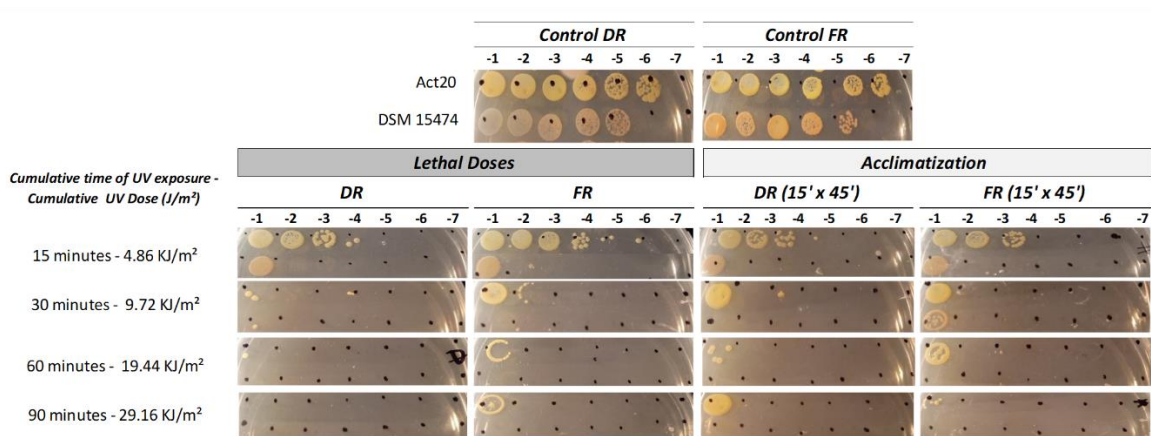 Control DR Control FR
-1 -2 -3 -4 -5 -6 -7 -1 -2 -3 -4 -5 -6 -7
Act20
DSM 15474
Lethal Doses Acclimatization
Cumulative time of UV exposure -
Cumulative UV Dose (J/m²)
DR FR DR (15' x 45') FR (15' x 45')
-1 -2 -3 -4 -5 -6 -7 -1 -2 -3 -4 -5 -6 -7 -1 -2 -3 -4 -5 -6 -7 -1 -2 -3 -4 -5 -6 -7
15 minutes - 4.86 KJ/m²
30 minutes - 9.72 KJ/m²
60 minutes - 19.44 KJ/m²
90 minutes - 29.16 KJ/m²